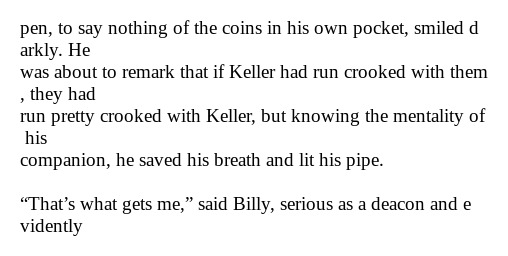 pen, to say nothing of the coins in his own pocket, smiled d
arkly. He
was about to remark that if Keller had run crooked with them
, they had
run pretty crooked with Keller, but knowing the mentality of
 his
companion, he saved his breath and lit his pipe.

“That’s what gets me,” said Billy, serious as a deacon and e
vidently